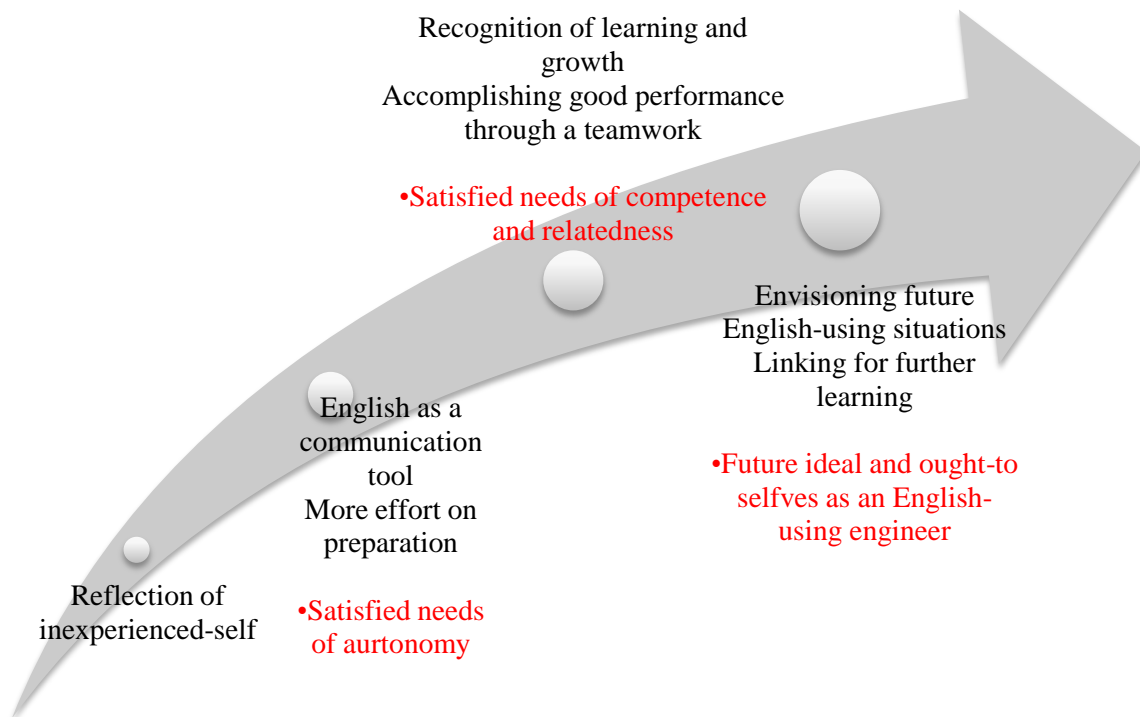 Recognition of learning and
growth
Accomplishing good performance
through a teamwork
•Satisfied needs of competence
and relatedness
Envisioning future
English-using situations
Linking for further
learning
•Future ideal and ought-to
selfves as an English-
using engineer
English as a
communication
tool
More effort on
preparation
•Satisfied needs
of aurtonomy
Reflection of
inexperienced-self